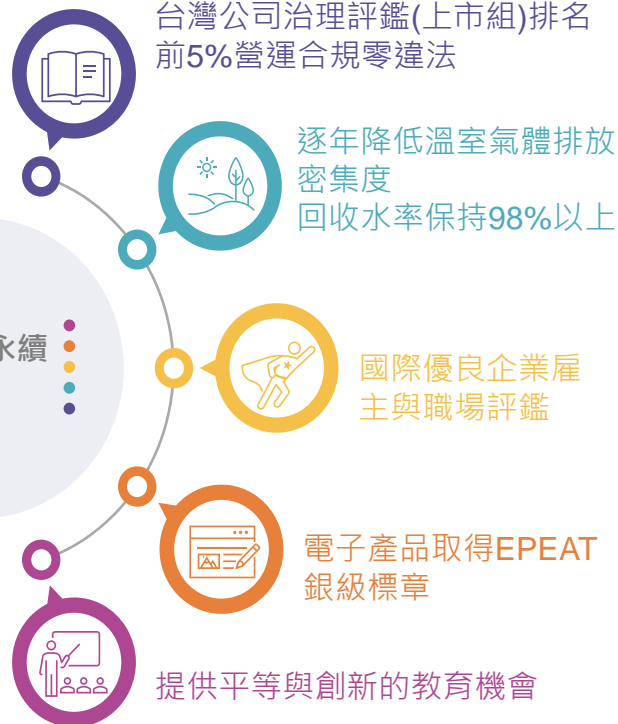 台灣公司治理評鑑(上市組)排名
前5%營運合規零違法
逐年降低溫室氣體排放
密集度
回收水率保持98%以上
永續
國際優良企業雇
主與職場評鑑
電子產品取得EPEAT
銀級標章
提供平等與創新的教育機會